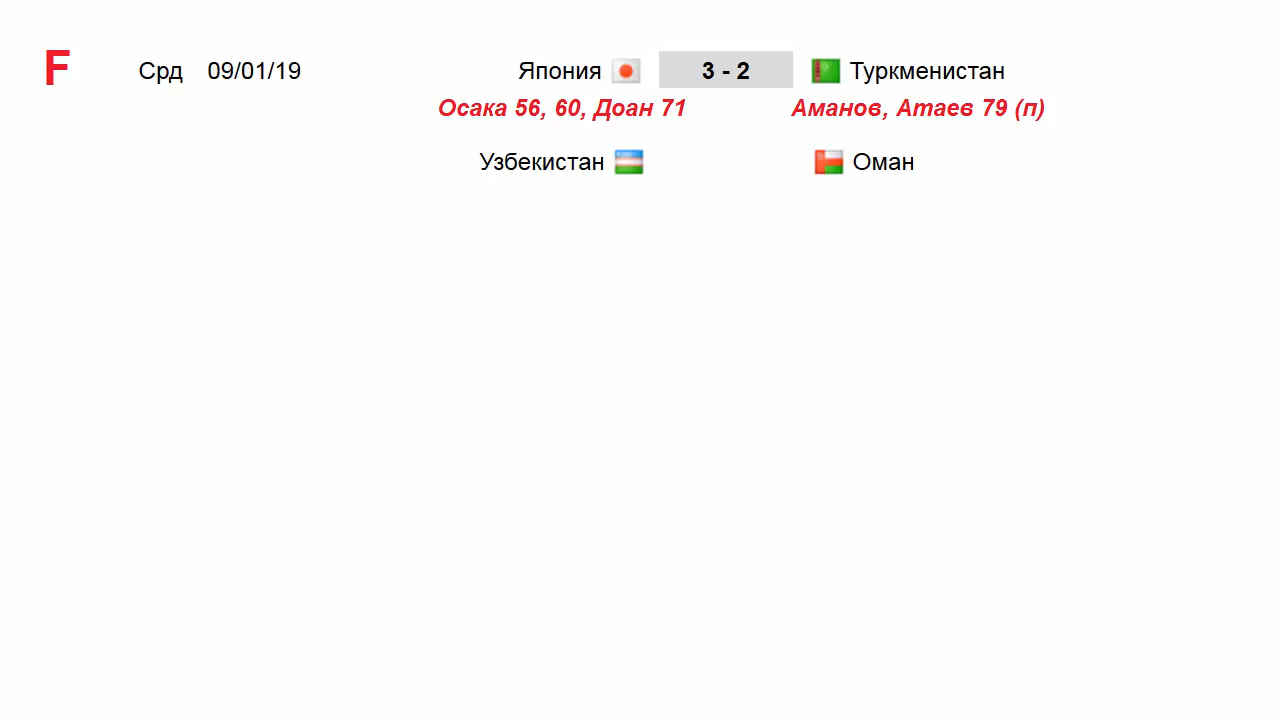 F Срд 09/01/19 Япония 3 - 2 Туркменистан
Осака 56, 60, Доан 71 Аманов, Атаев 79 (п)
Узбекистан Оман